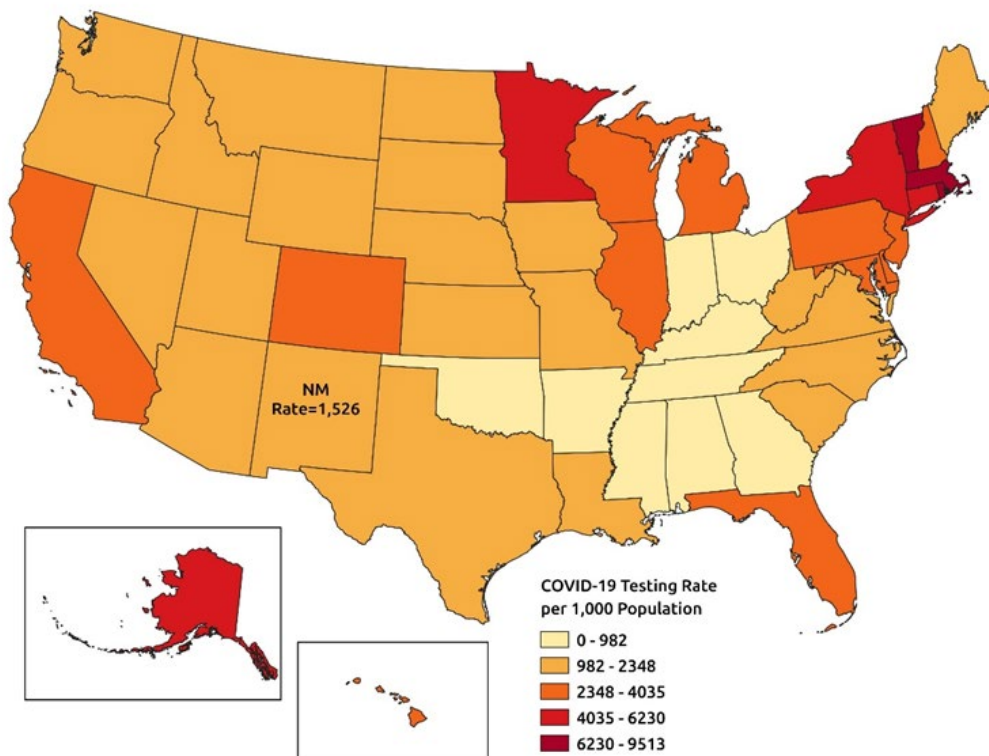 NM
Rate=1,526
COVID-19 Testing Rate
per 1,000 Population
0 - 982
982 - 2348
2348 - 4035
4035 - 6230
6230 - 9513